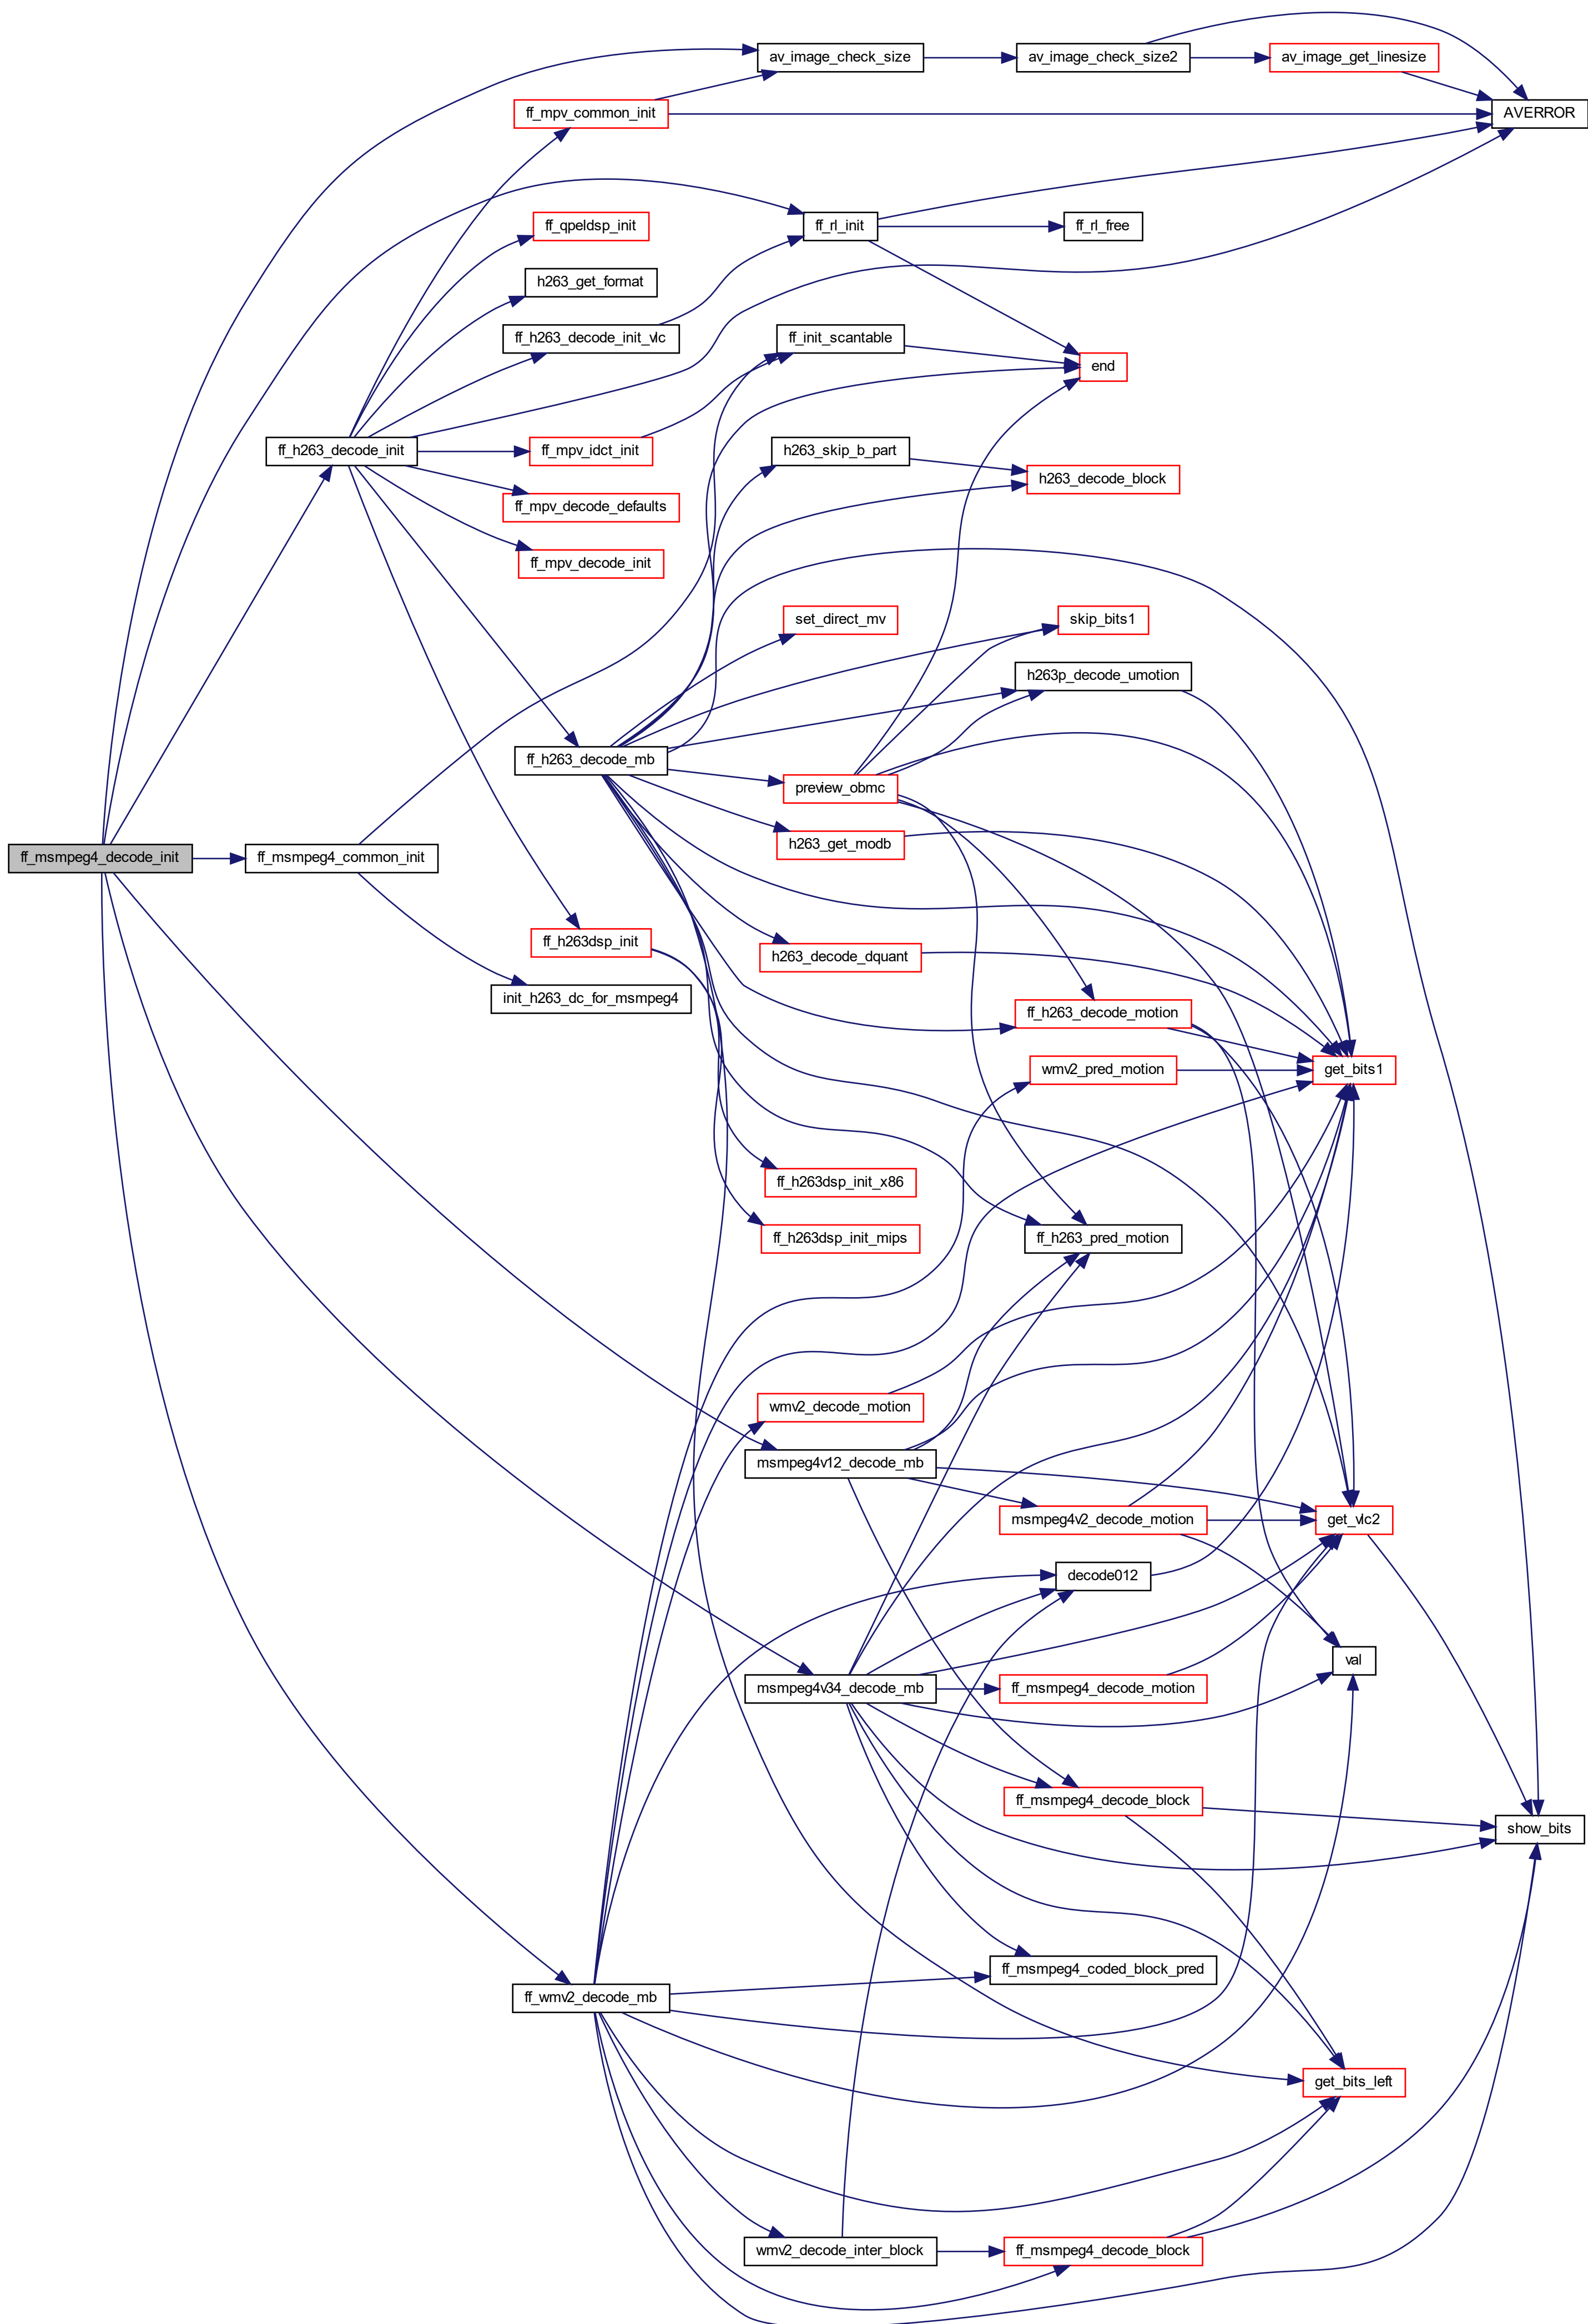 av_image_check_size
av_image_check_size2
av_image_get_linesize
ff_mpv_common_init
AVERROR
ff_qpeldsp_init
ff_rl_init
ff_rl_free
h263_get_format
ff_h263_decode_init_vlc
ff_init_scantable
end
ff_h263_decode_init
ff_mpv_idct_init
h263_skip_b_part
h263_decode_block
ff_mpv_decode_defaults
ff_mpv_decode_init
set_direct_mv
skip_bits1
h263p_decode_umotion
ff_h263_decode_mb
preview_obmc
h263_get_modb
ff_msmpeg4_decode_init
ff_msmpeg4_common_init
ff_h263dsp_init
h263_decode_dquant
init_h263_dc_for_msmpeg4
ff_h263_decode_motion
wmv2_pred_motion
get_bits1
ff_h263dsp_init_x86
ff_h263dsp_init_mips
ff_h263_pred_motion
wmv2_decode_motion
msmpeg4v12_decode_mb
msmpeg4v2_decode_motion
get_vlc2
decode012
val
msmpeg4v34_decode_mb
ff_msmpeg4_decode_motion
ff_msmpeg4_decode_block
show_bits
ff_msmpeg4_coded_block_pred
ff_wmv2_decode_mb
get_bits_left
wmv2_decode_inter_block
ff_msmpeg4_decode_block